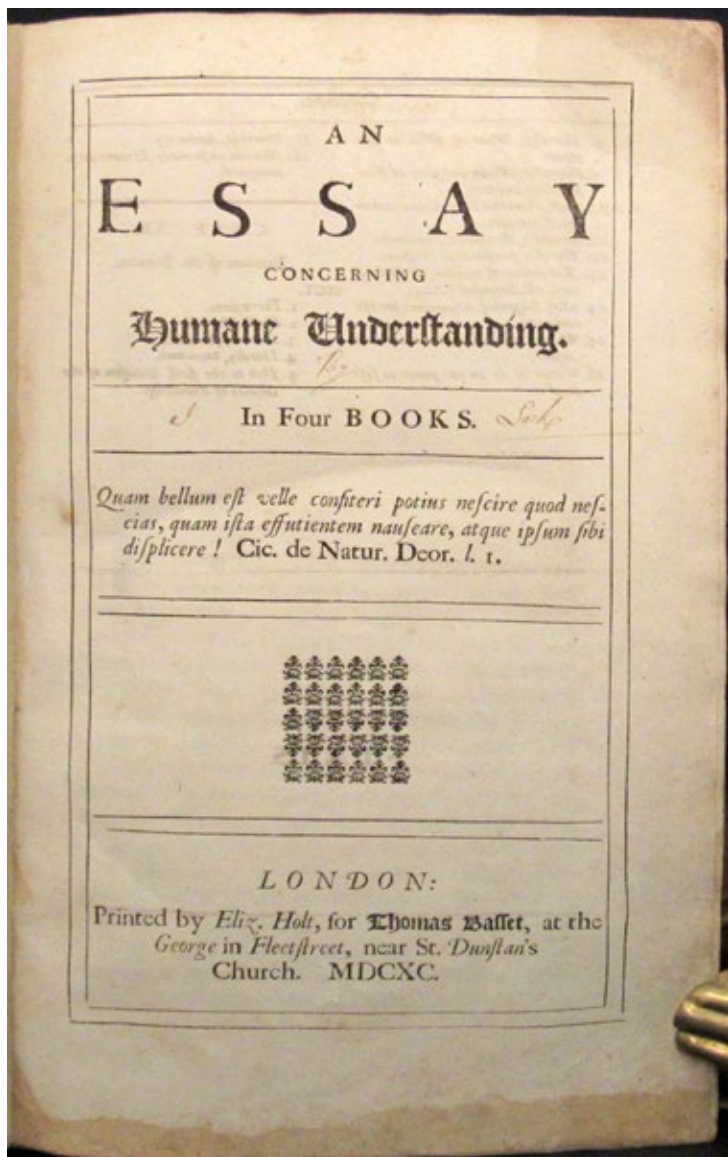 AN
ESSAY
CONCERNING
Humane Understanding.
By
In Four BOOKS.
Quam bellum eſt velle confiteri potius neſcire quod neſ-
cias, quam iſta effutientem nauſeare, atque ipſum ſibi
diſplicere! Cic. de Natur. Deor. l. 1.
LONDON:
Printed by Eliz. Holt, for Thomas Baſſet, at the
George in Fleetſtreet, near St. Dunſtan's
Church. MDCXC.